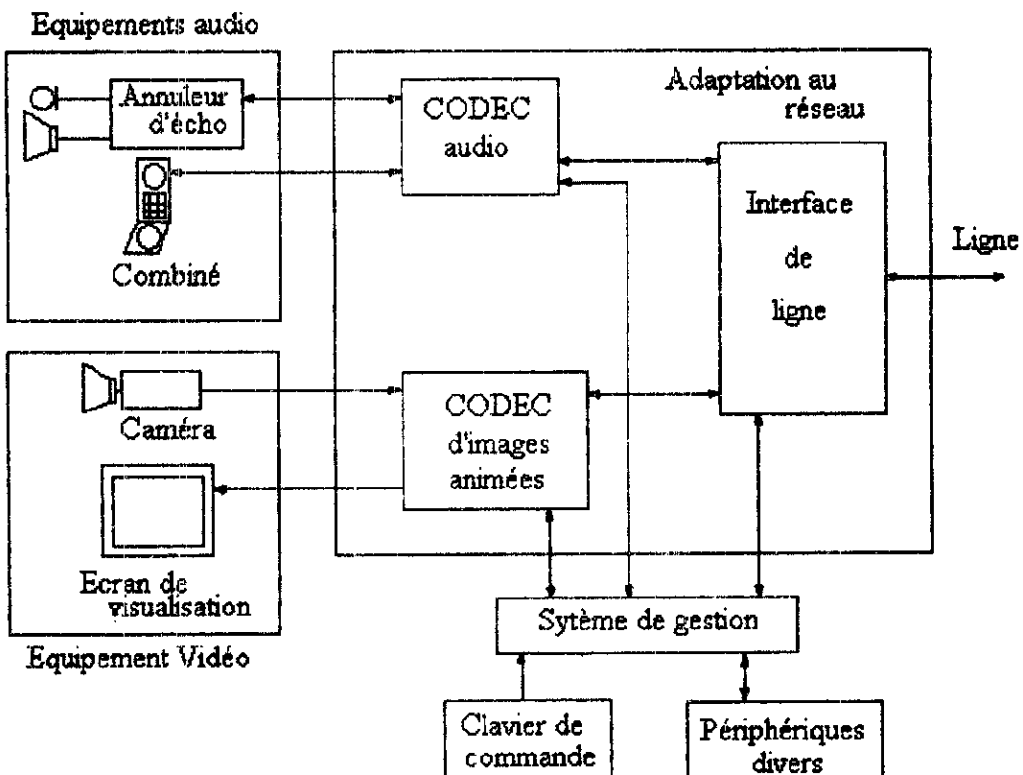 Equipements audio
Annuleur
d'écho
Combiné
CODEC
audio
Adaptation au
réseau
Interface
de
ligne
Ligne
Caméra
Ecran de
visualisation
Equipement Vidéo
CODEC
d'images
animées
Sytème de gestion
Clavier de
commande
Périphériques
divers